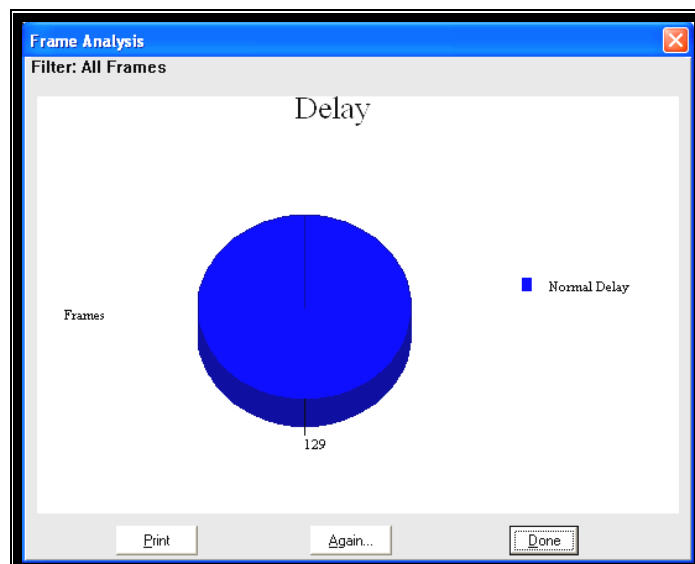 Frame Analysis
Filter: All Frames
Delay
Normal Delay
Frames
129
Print
Again...
Done